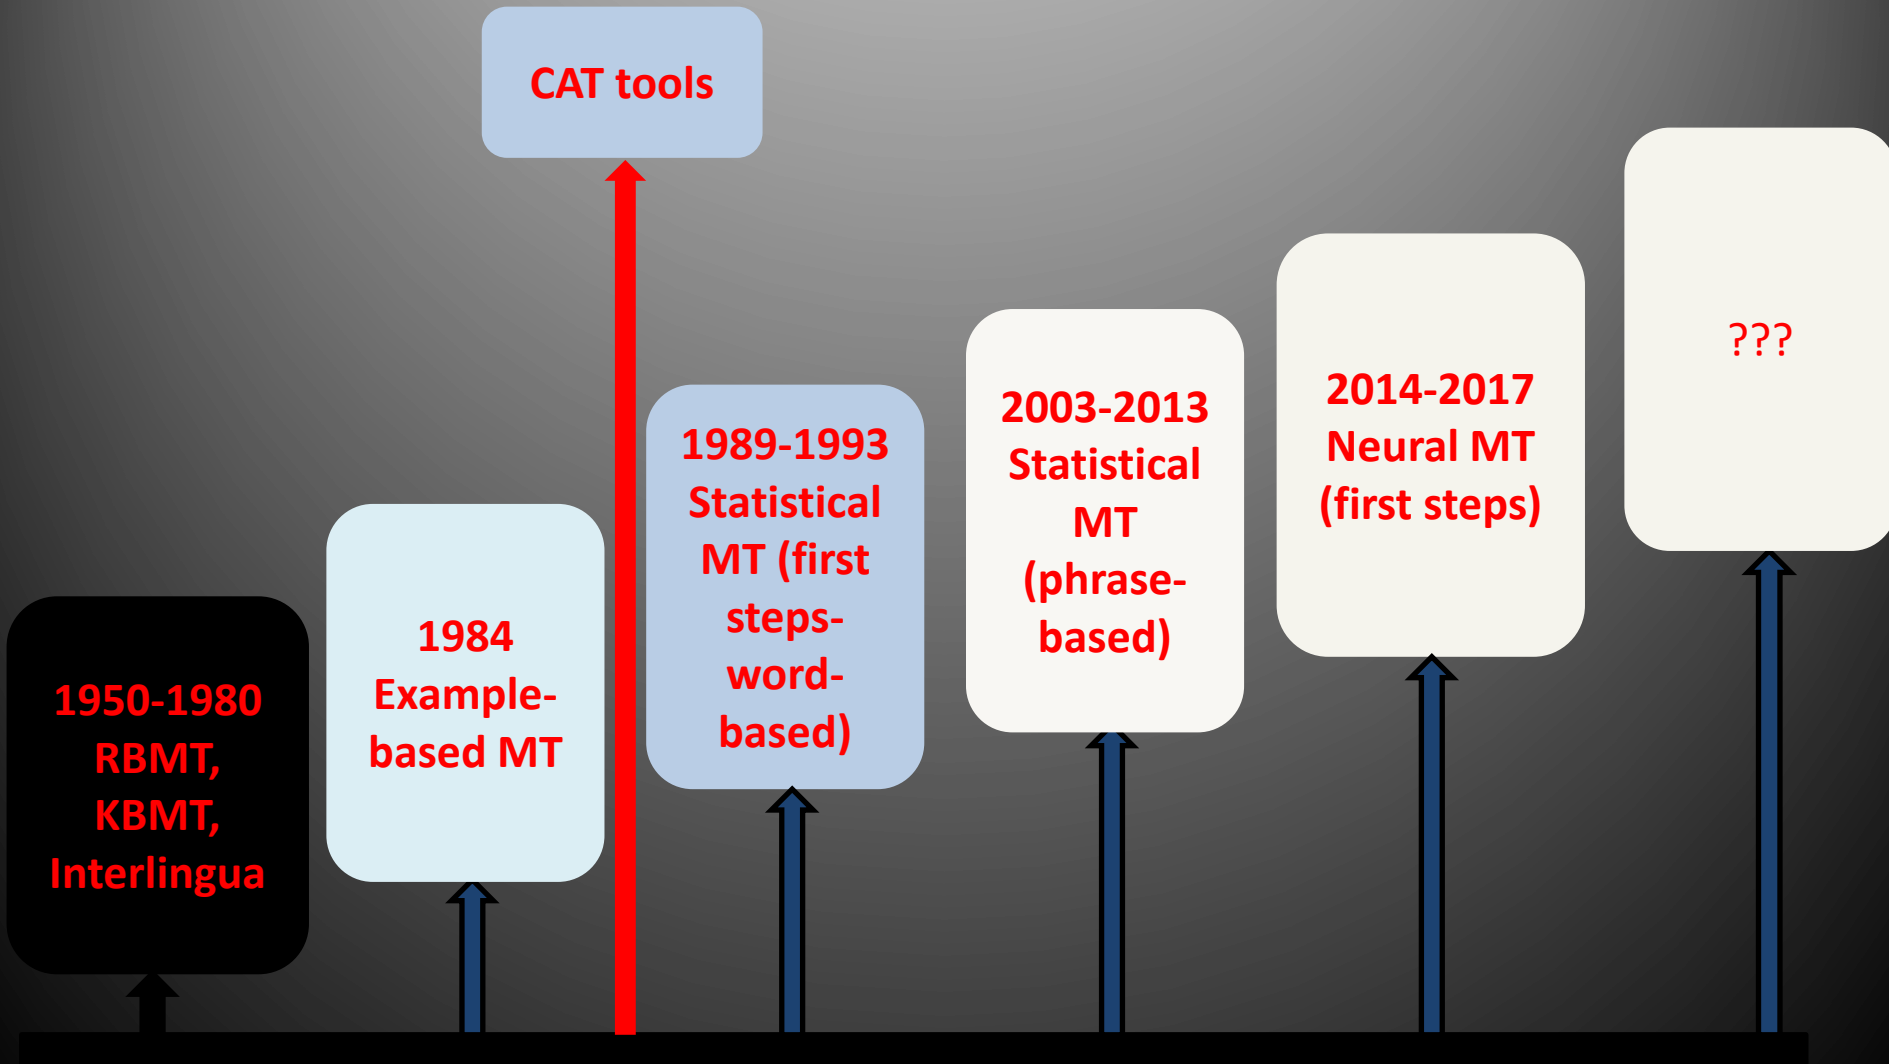 CAT tools
1950-1980
RBMT,
KBMT,
Interlingua
1984
Example-
based MT
1989-1993
Statistical
MT (first
steps-
word-
based)
2003-2013
Statistical
MT
(phrase-
based)
2014-2017
Neural MT
(first steps)
???